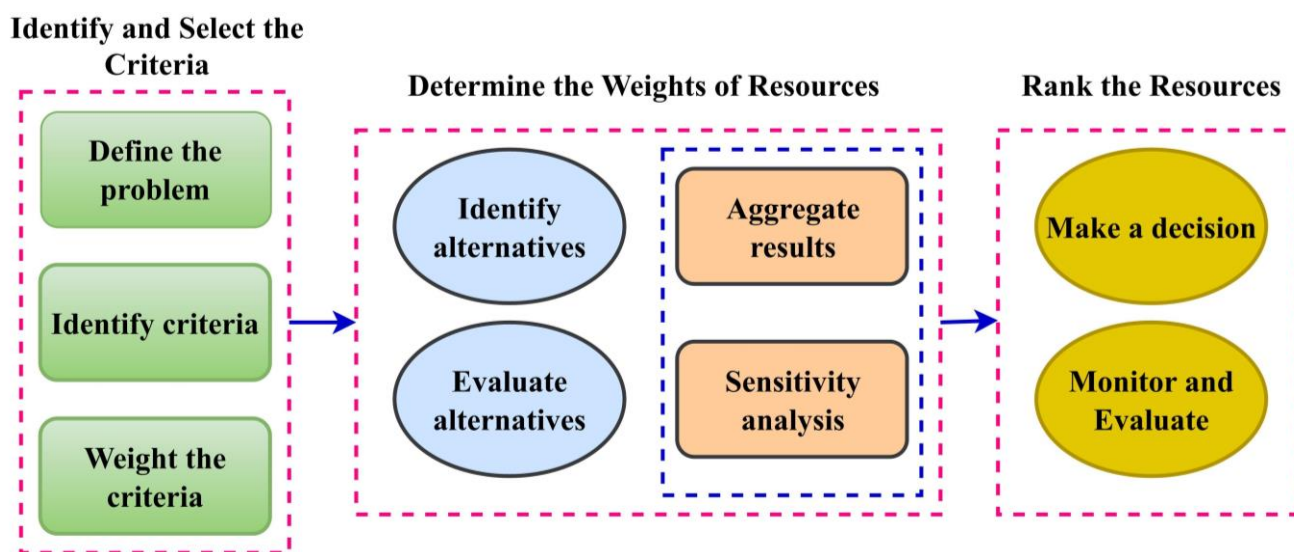 Identify and Select the
Criteria
Define the
problem
Identify criteria
Weight the
criteria
Determine the Weights of Resources
Identify
alternatives
Evaluate
alternatives
Aggregate
results
Sensitivity
analysis
Rank the Resources
Make a decision
Monitor and
Evaluate